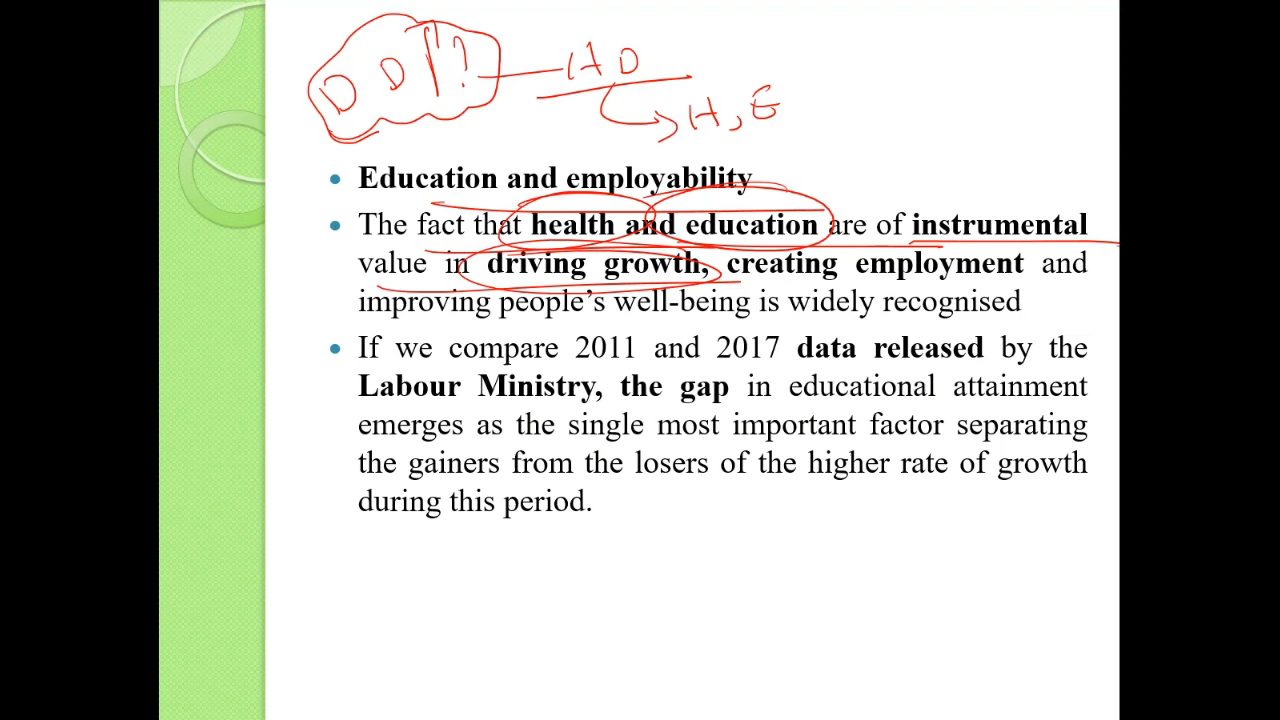 D D ?
H D
H, E
Education and employability
The fact that health and education are of instrumental
value in driving growth, creating employment and
improving people's well-being is widely recognised
If we compare 2011 and 2017 data released by the
Labour Ministry, the gap in educational attainment
emerges as the single most important factor separating
the gainers from the losers of the higher rate of growth
during this period.